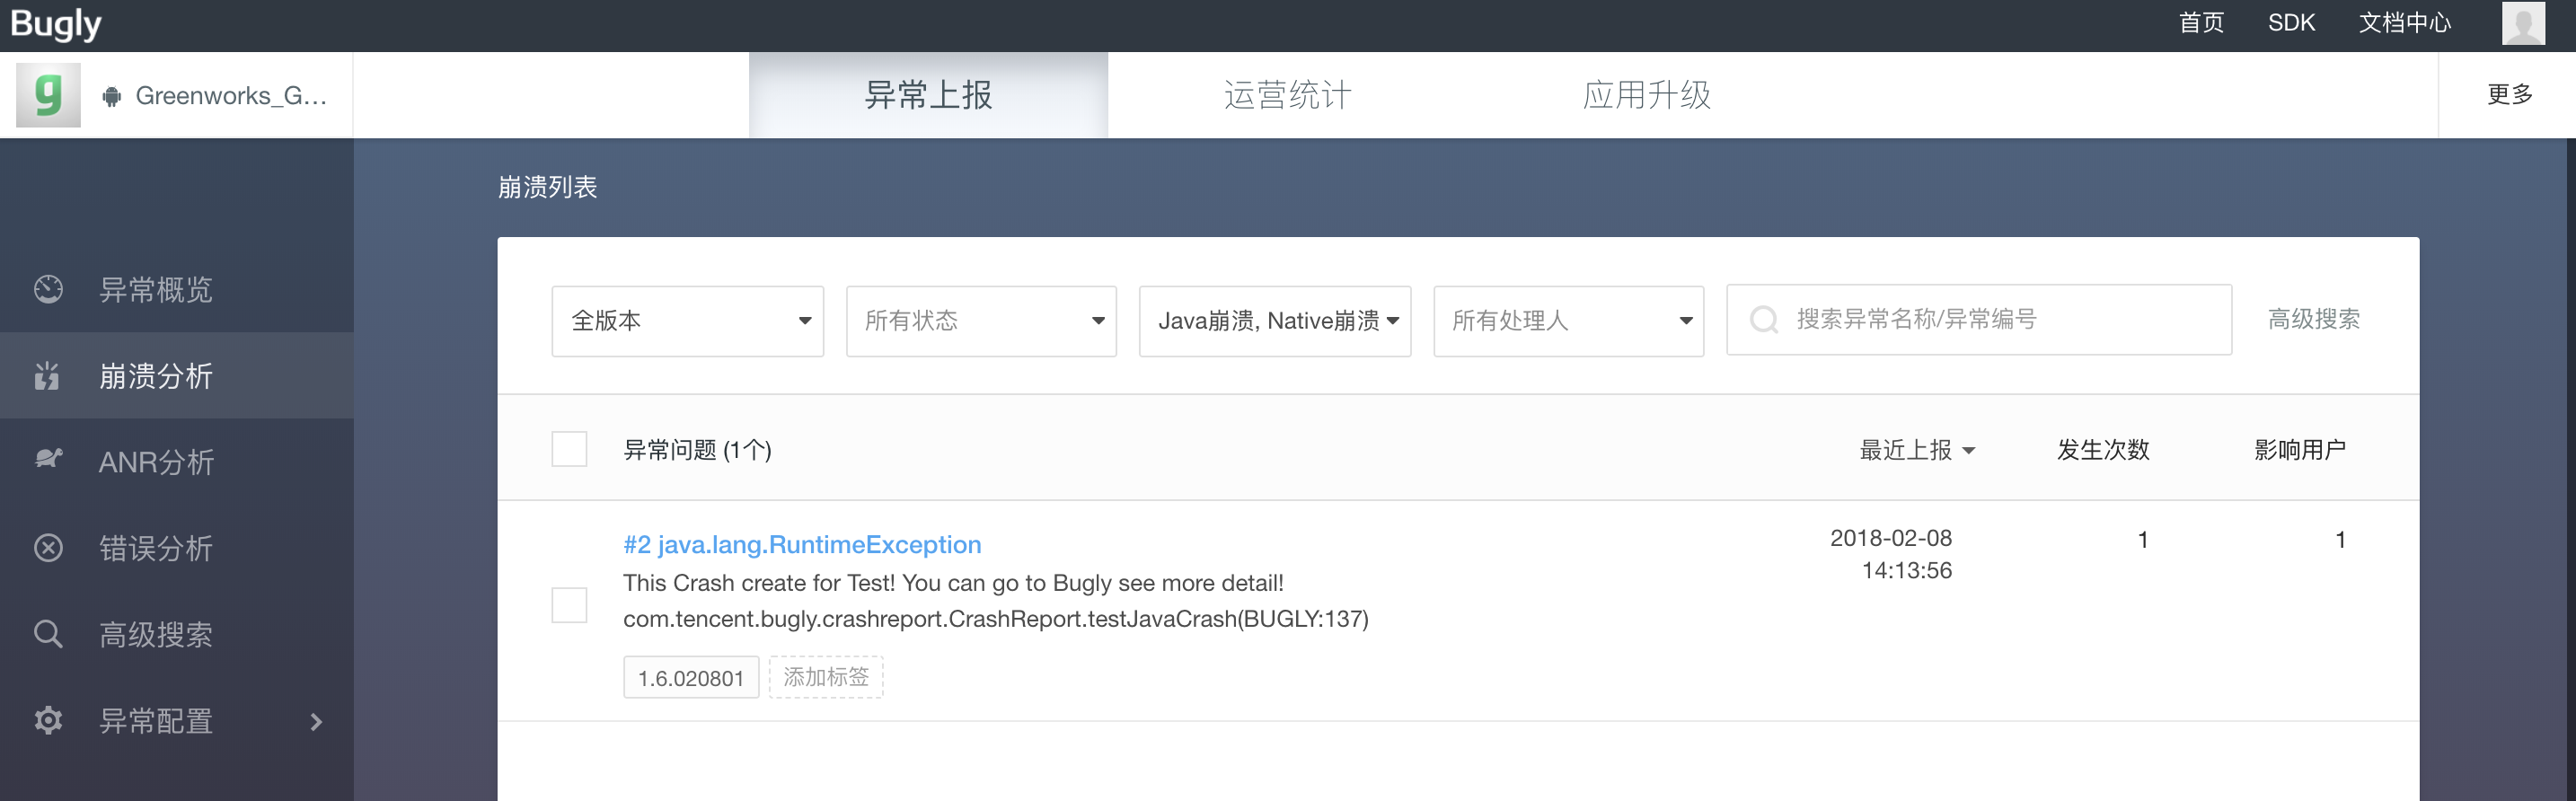 Bugly
首页 SDK 文档中心
Greenworks_G... 异常上报 运营统计 应用升级 更多
崩溃列表
异常概览
崩溃分析
ANR分析
错误分析
高级搜索
异常配置
全版本 所有状态 Java崩溃, Native崩溃 所有处理人 搜索异常名称/异常编号 高级搜索
异常问题 (1个) 最近上报 发生次数 影响用户
#2 java.lang.RuntimeException
This Crash create for Test! You can go to Bugly see more detail!
com.tencent.bugly.crashreport.CrashReport.testJavaCrash(BUGLY:137)
1.6.020801 添加标签
2018-02-08
14:13:56
1 1